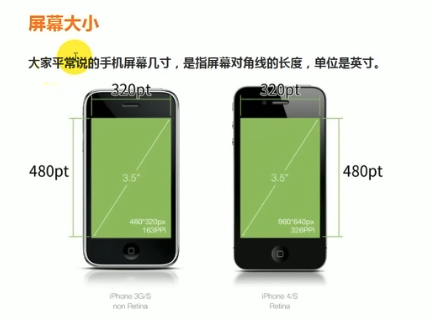 屏幕大小
大家平常说的手机屏幕几寸，是指屏幕对角线的长度，单位是英寸。
320pt
320pt
480pt
3.5"
3.5"
480pt
480*320px
163PPi
960*640px
326PPi
iPhone 3G/S
non Retina
iPhone 4/S
Retina